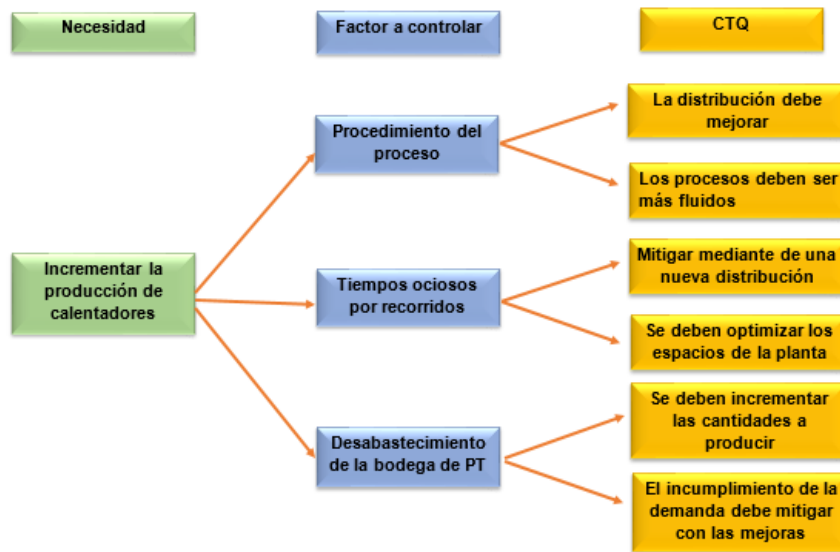 Necesidad
Factor a controlar
CTQ
Procedimiento del
proceso
La distribución debe
mejorar
Los procesos deben ser
más fluidos
Incrementar la
producción de
calentadores
Tiempos ociosos
por recorridos
Mitigar mediante de una
nueva distribución
Se deben optimizar los
espacios de la planta
Desabastecimiento
de la bodega de PT
Se deben incrementar
las cantidades a
producir
El incumplimiento de la
demanda debe mitigar
con las mejoras